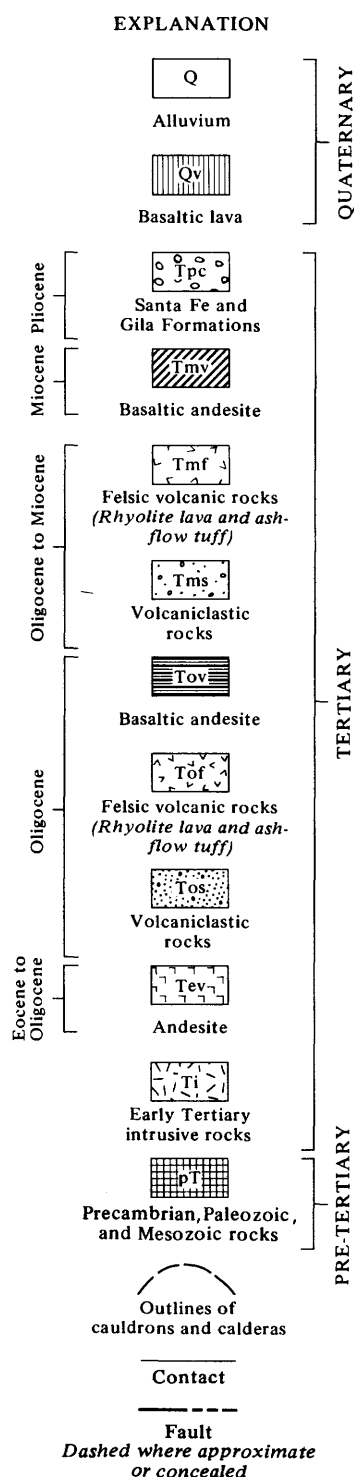 EXPLANATION
Q
Alluvium
Qv
Basaltic lava
QUATERNARY
Tpc
Santa Fe and
Gila Formations
Pliocene
Tmv
Basaltic andesite
Miocene
Tmf
Felsic volcanic rocks
(Rhyolite lava and ash-
flow tuff)
Tms
Volcaniclastic
rocks
Oligocene to Miocene
Tov
Basaltic andesite
Tof
Felsic volcanic rocks
(Rhyolite lava and ash-
flow tuff)
Tos
Volcaniclastic
rocks
Oligocene
Tev
Andesite
Eocene to
Oligocene
Ti
Early Tertiary
intrusive rocks
TERTIARY
pT
Precambrian, Paleozoic,
and Mesozoic rocks
PRE-TERTIARY
Outlines of
cauldrons and calderas
Contact
Fault
Dashed where approximate
or concealed